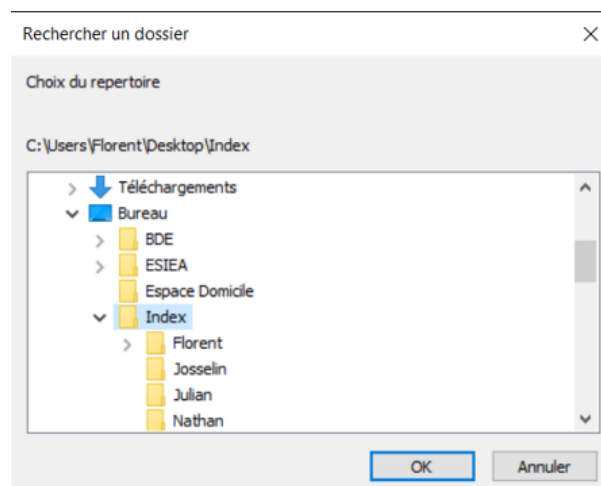 Rechercher un dossier
Choix du repertoire
C:\Users\Florent\Desktop\Index
Téléchargements
Bureau
BDE
ESIEA
Espace Domicile
Index
Florent
Josselin
Julian
Nathan
OK Annuler